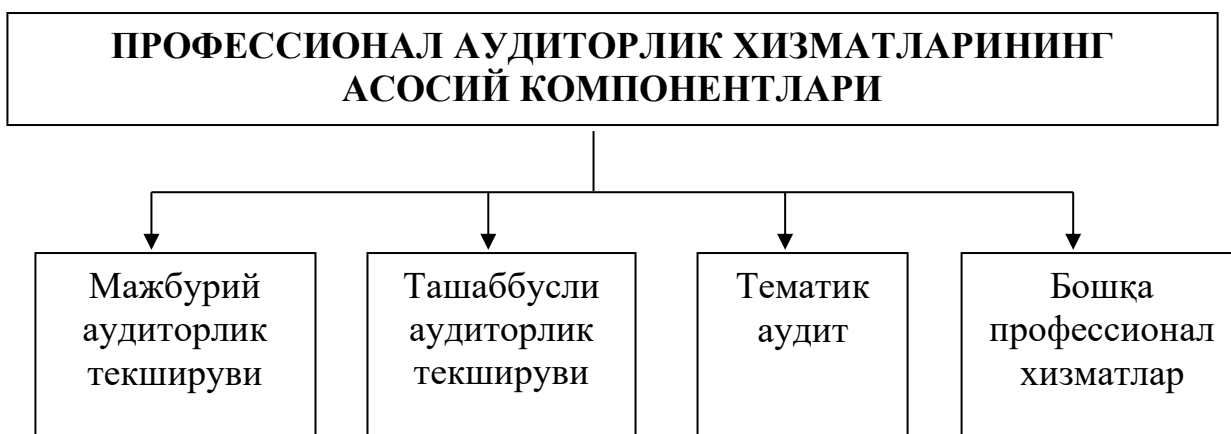 ПРОФЕССИОНАЛ АУДИТОРЛИК ХИЗМАТЛАРИНИНГ
АСОСИЙ КОМПОНЕНТЛАРИ
Мажбурий
аудиторлик
текшируви
Ташаббусли
аудиторлик
текшируви
Тематик
аудит
Бошқа
профессионал
хизматлар